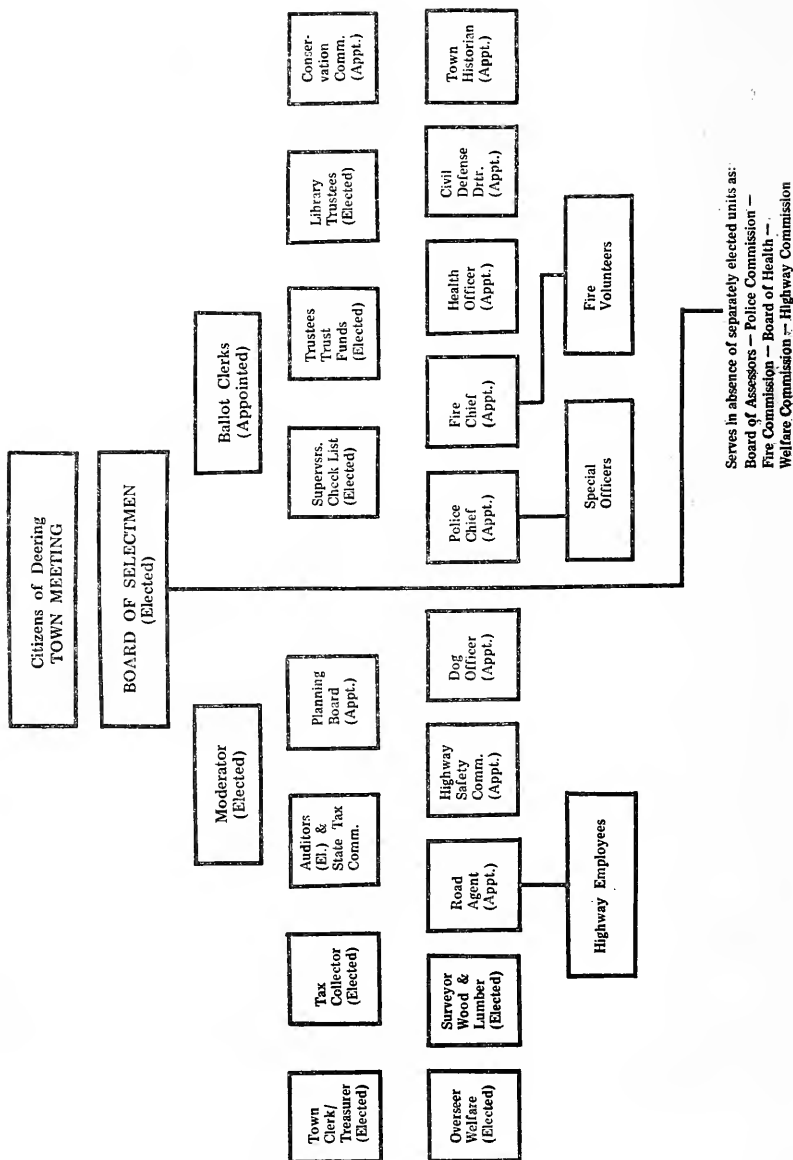 Citizens of Deering
TOWN MEETING
BOARD OF SELECTMEN
(Elected)
Moderator
(Elected)
Ballot Clerks
(Appointed)
Town
Clerk/
Treasurer
(Elected)
Tax
Collector
(Elected)
Auditors
(El.) &
State Tax
Comm.
Planning
Board
(Appt.)
Supervsrs.
Check List
(Elected)
Trustees
Trust
Funds
(Elected)
Library
Trustees
(Elected)
Conser-
vation
Comm.
(Appt.)
Overseer
Welfare
(Elected)
Surveyor
Wood &
Lumber
(Elected)
Road
Agent
(Appt.)
Highway
Safety
Comm.
(Appt.)
Dog
Officer
(Appt.)
Police
Chief
(Appt.)
Fire
Chief
(Appt.)
Health
Officer
(Appt.)
Civil
Defense
Drtr.
(Appt.)
Town
Historian
(Appt.)
Highway Employees
Special
Officers
Fire
Volunteers
Serves in absence of separately elected units as:
Board of Assessors — Police Commission —
Fire Commission — Board of Health —
Welfare Commission — Highway Commission